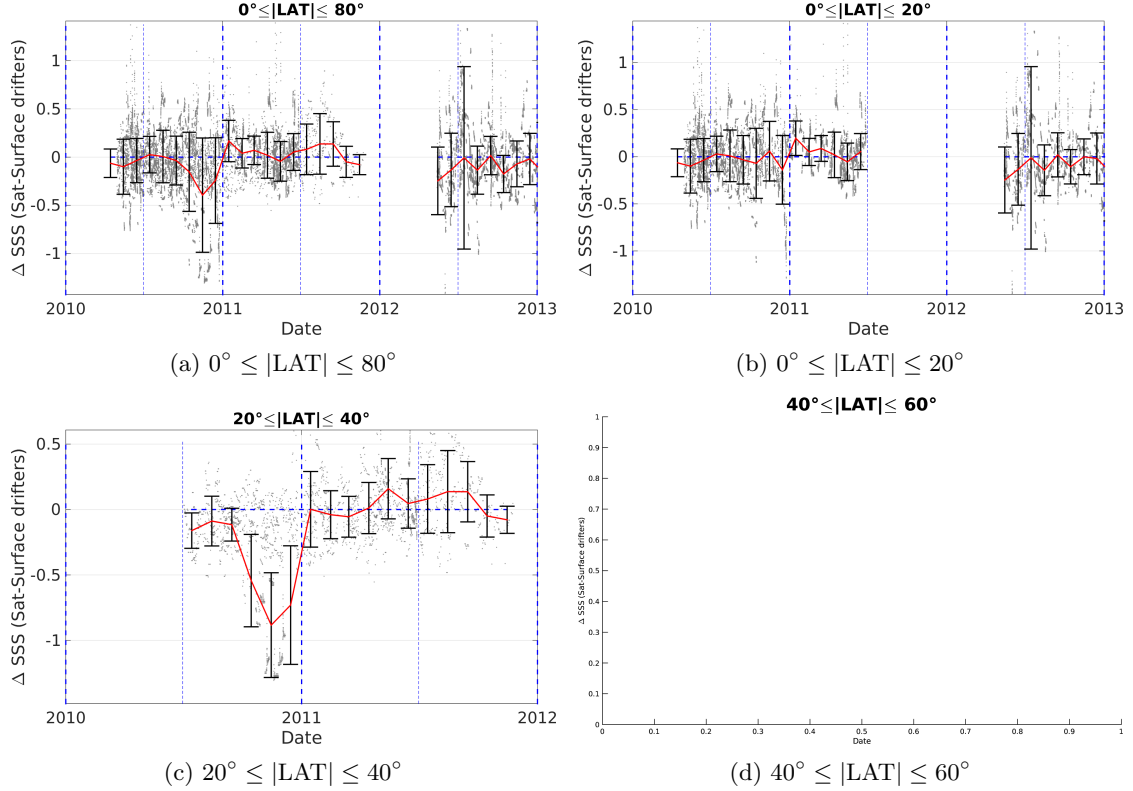 0°≤|LAT|≤ 80°
Δ SSS (Sat-Surface drifters)
1
0.5
0
-0.5
-1
2010
2011
2012
2013
Date
(a) 0° ≤ |LAT| ≤ 80°
0°≤|LAT|≤ 20°
Δ SSS (Sat-Surface drifters)
1
0.5
0
-0.5
-1
2010
2011
2012
2013
Date
(b) 0° ≤ |LAT| ≤ 20°
20°≤|LAT|≤ 40°
Δ SSS (Sat-Surface drifters)
0.5
0
-0.5
-1
2010
2011
2012
Date
(c) 20° ≤ |LAT| ≤ 40°
40°≤|LAT|≤ 60°
Δ SSS (Sat-Surface drifters)
1
0.9
0.8
0.7
0.6
0.5
0.4
0.3
0.2
0.1
0
0
0.1
0.2
0.3
0.4
0.5
0.6
0.7
0.8
0.9
1
Date
(d) 40° ≤ |LAT| ≤ 60°